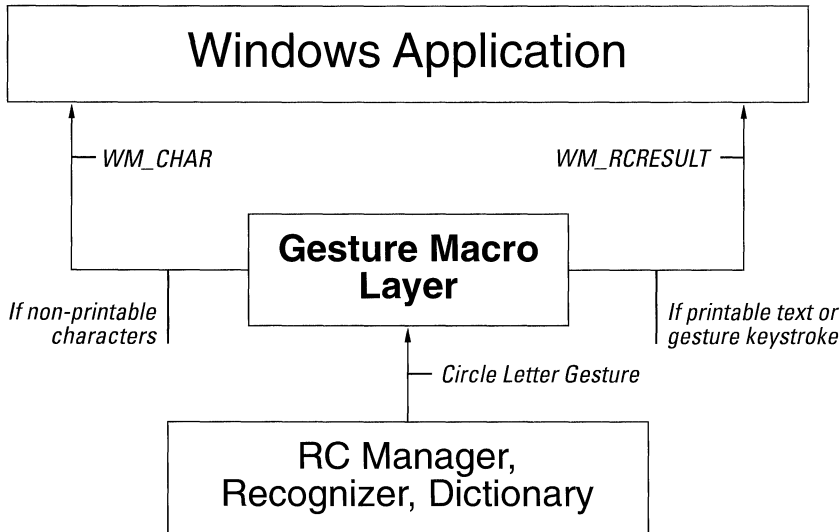 Windows Application
WM_CHAR
WM_RCRESULT
Gesture Macro
Layer
If non-printable
characters
If printable text or
gesture keystroke
Circle Letter Gesture
RC Manager,
Recognizer, Dictionary